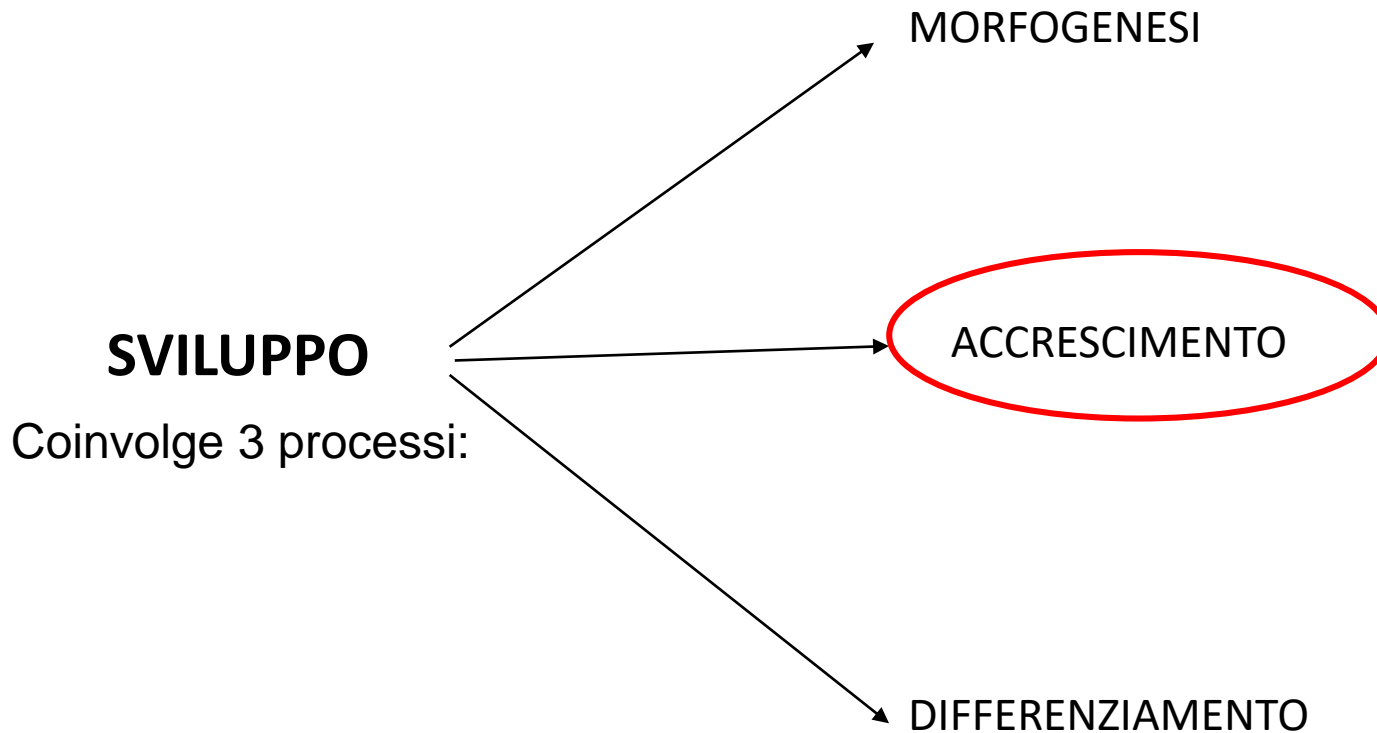 MORFOGENESI
SVILUPPO
ACCRESCIMENTO
Coinvolge 3 processi:
DIFFERENZIAMENTO